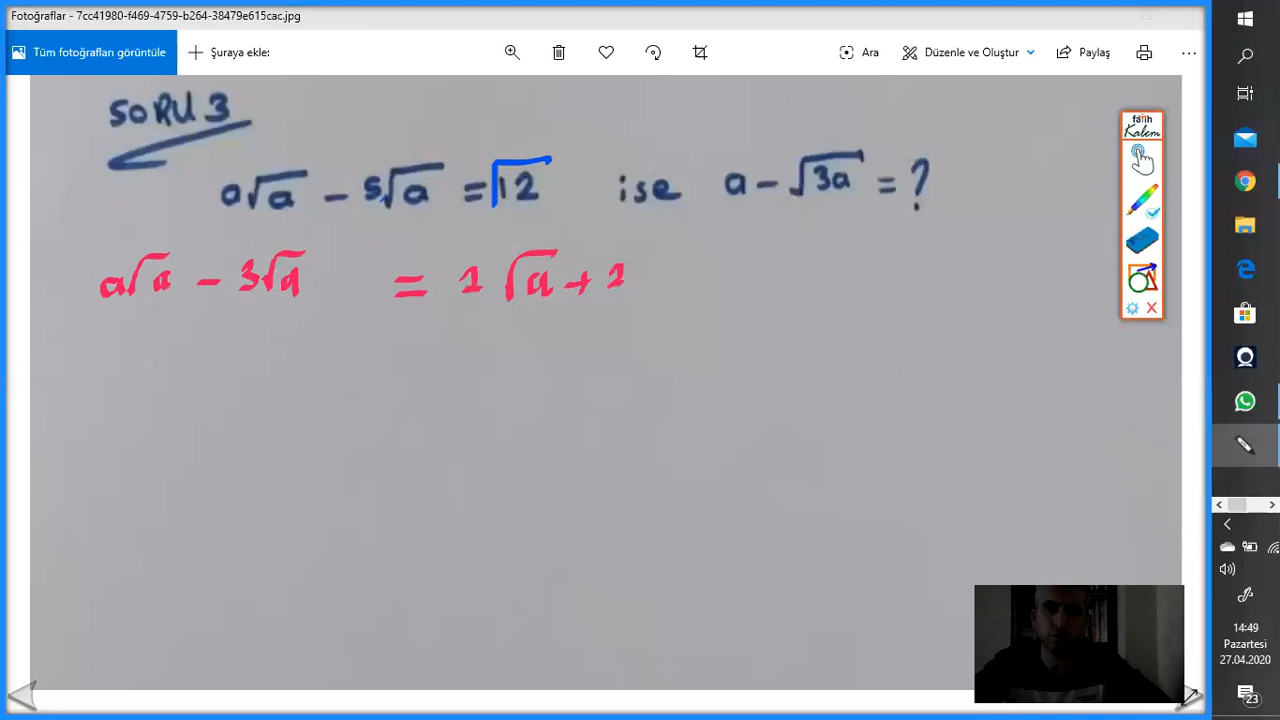 Fotoğraflar - 7cc41980-f469-4759-b264-38479e615cac.jpg
Tüm fotoğrafları görüntüle
Şuraya ekle:
Ara
Düzenle ve Oluştur
Paylaş
SORU 3
a√a - 5√a = √12 ise a - √3a = ?
a√a - 3√a = 2√a + 2
fatih
Kalem
14:49
Pazartesi
27.04.2020
23